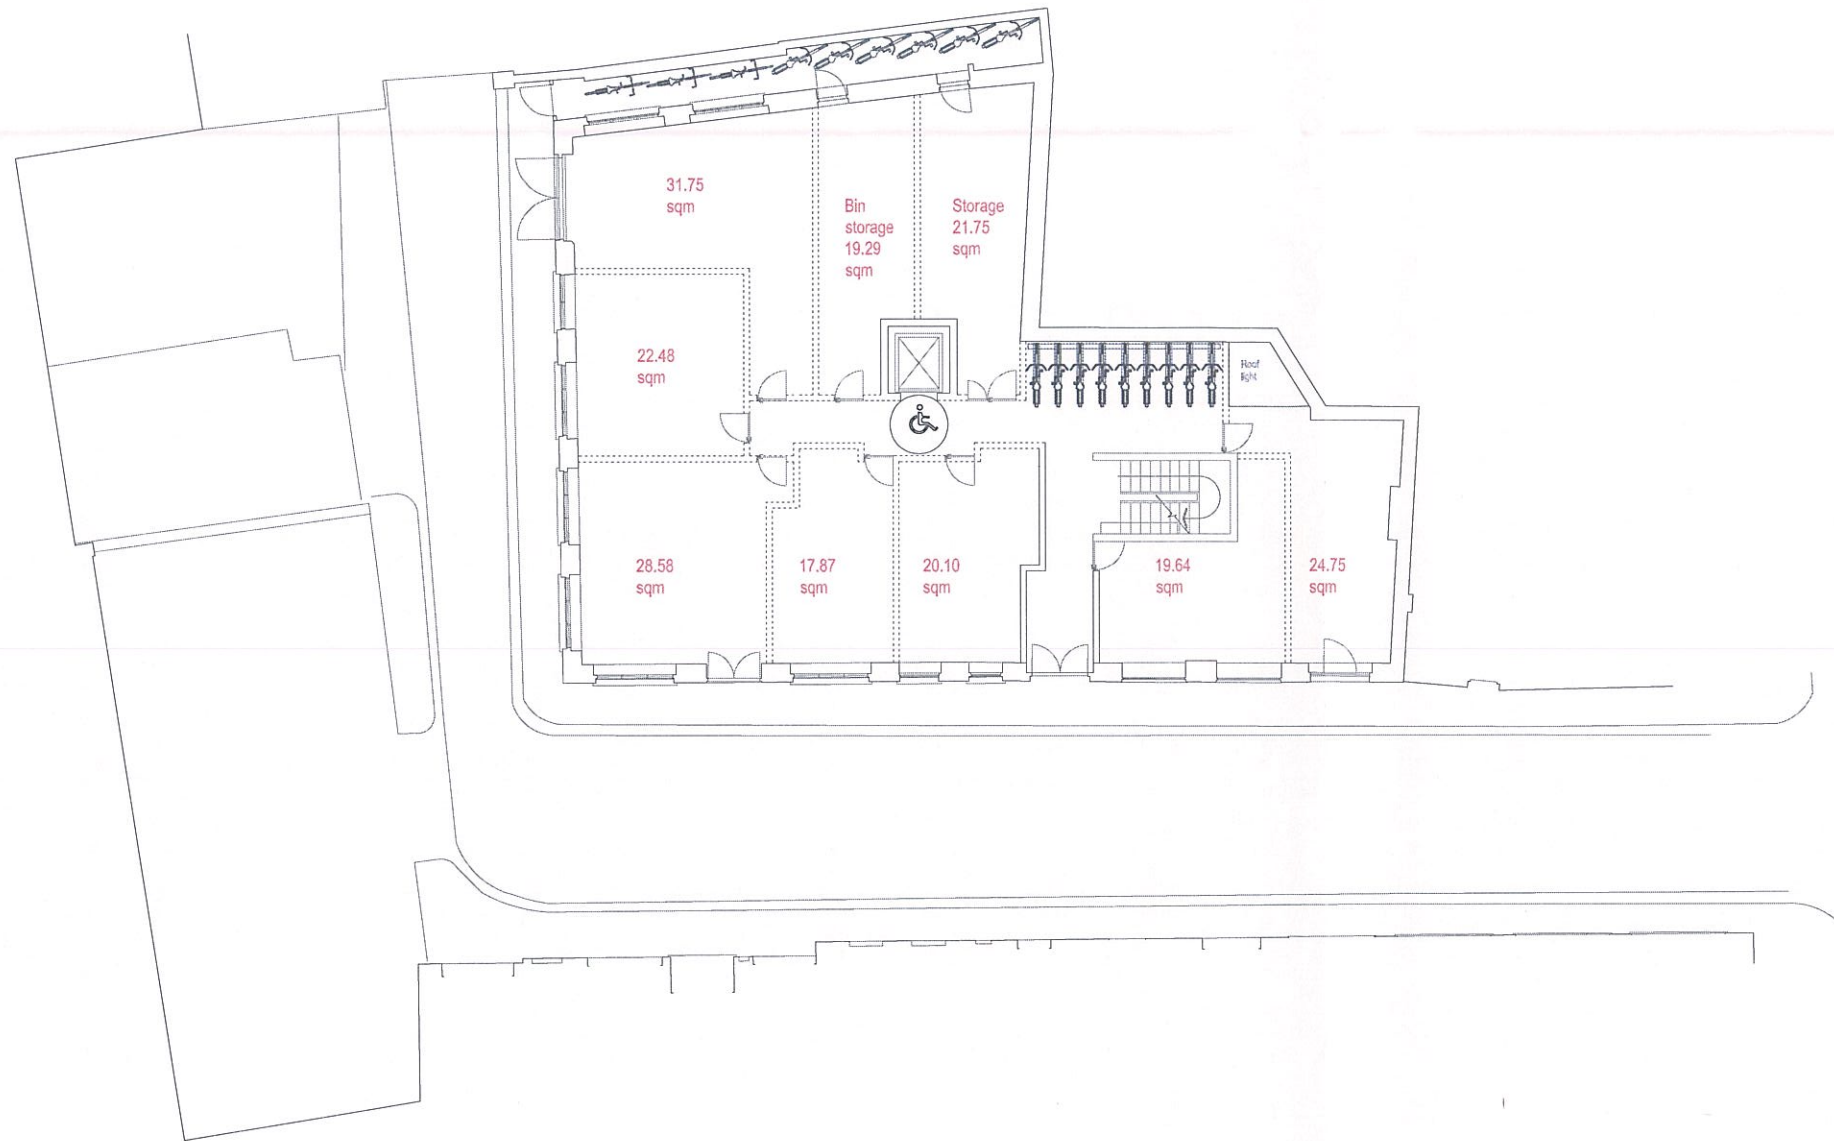 31.75
sqm
Bin
storage
19.29
sqm
Storage
21.75
sqm
22.48
sqm
Roof
light
28.58
sqm
17.87
sqm
20.10
sqm
19.64
sqm
24.75
sqm